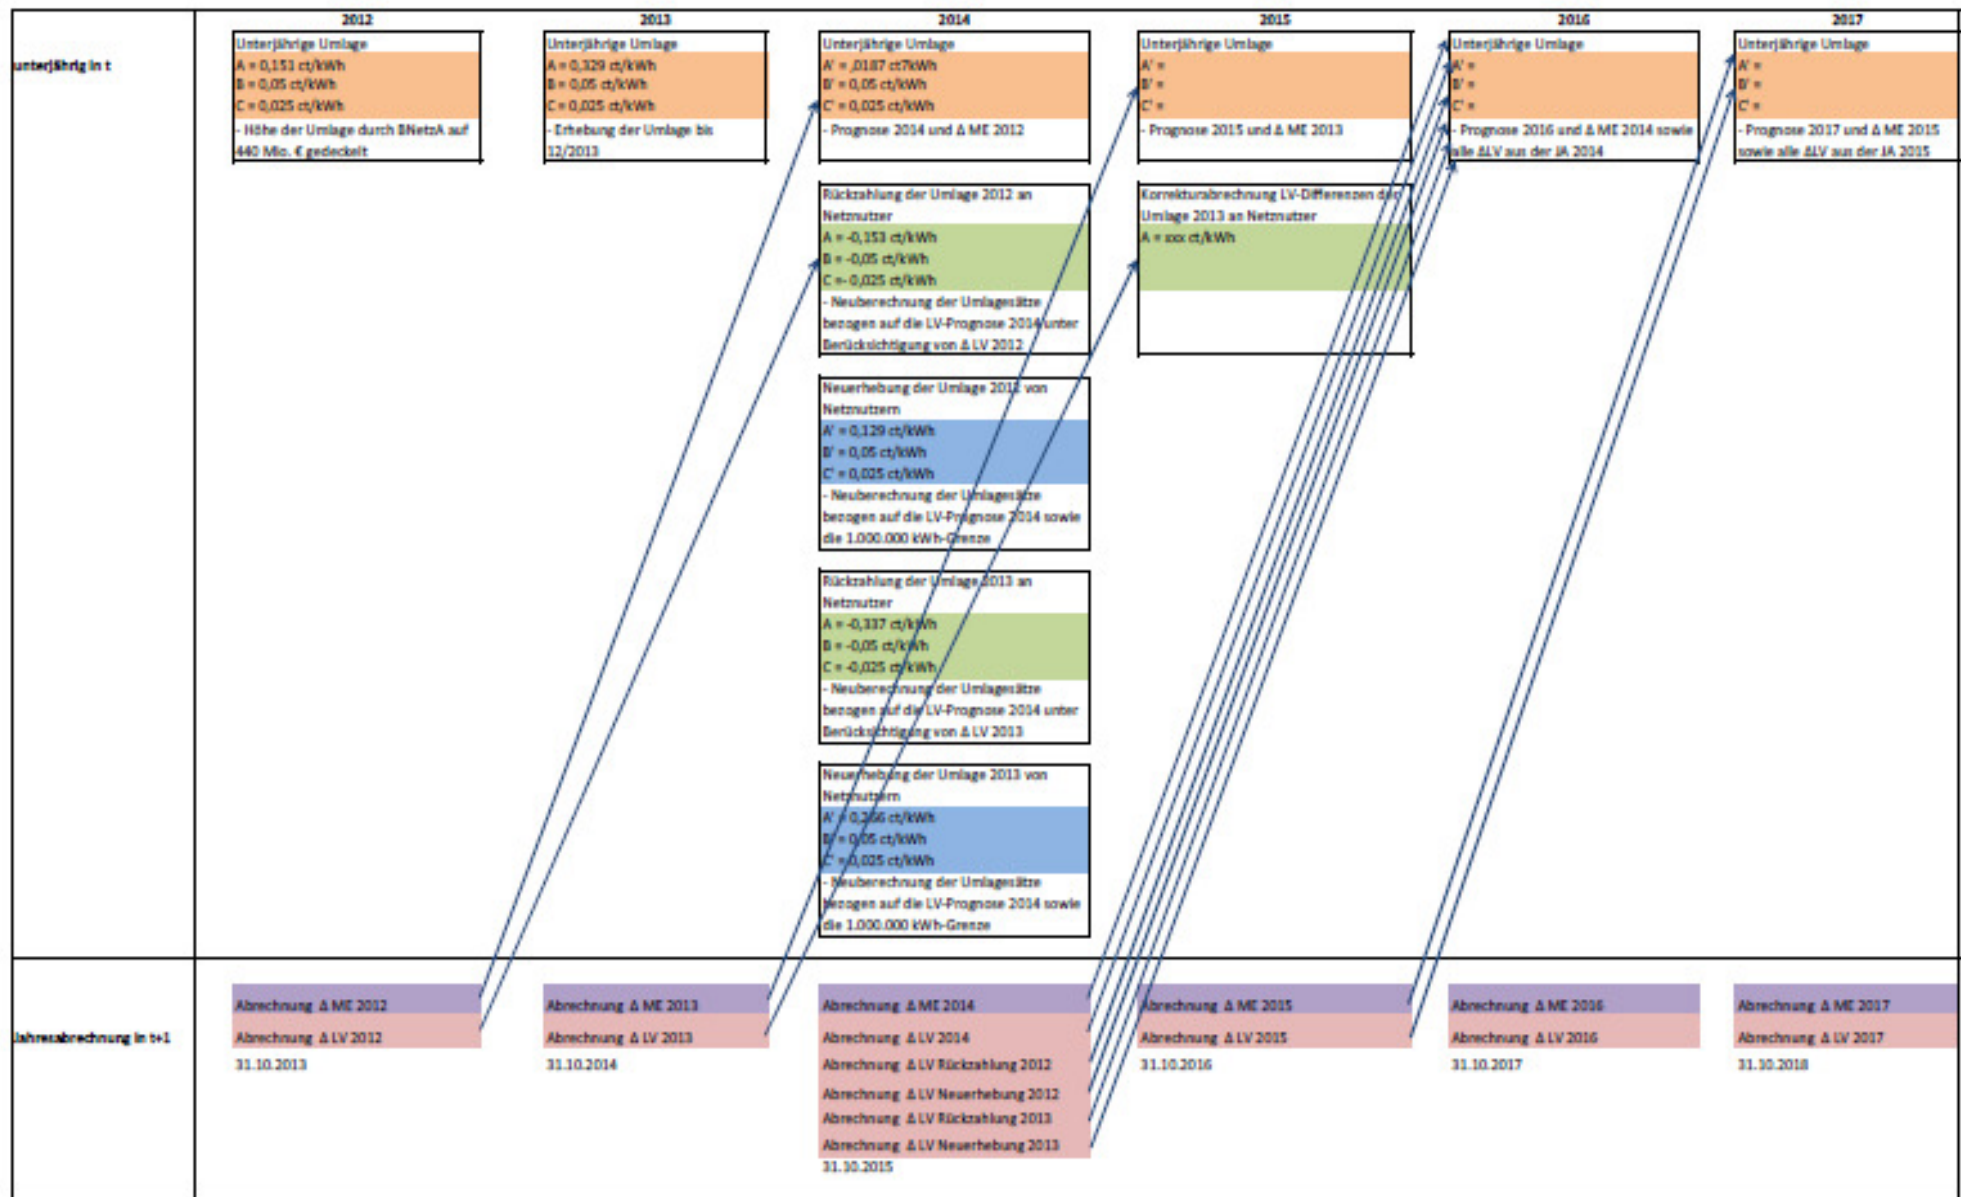 2012
2013
2014
2015
2016
2017
unterjährig in t
Unterjährige Umlage
A = 0,151 ct/kWh
B = 0,05 ct/kWh
C = 0,025 ct/kWh
- Höhe der Umlage durch BNetzA auf
440 Mio. € gedeckelt
Unterjährige Umlage
A = 0,329 ct/kWh
B = 0,05 ct/kWh
C = 0,025 ct/kWh
- Erhebung der Umlage bis
12/2013
Unterjährige Umlage
A' = ,0187 ct7kWh
B' = 0,05 ct/kWh
C' = 0,025 ct/kWh
- Prognose 2014 und Δ ME 2012
Unterjährige Umlage
A' =
B' =
C' =
- Prognose 2015 und Δ ME 2013
Unterjährige Umlage
A' =
B' =
C' =
- Prognose 2016 und Δ ME 2014 sowie
alle ΔLV aus der JA 2014
Unterjährige Umlage
A' =
B' =
C' =
- Prognose 2017 und Δ ME 2015
sowie alle ΔLV aus der JA 2015
Rückzahlung der Umlage 2012 an
Netznutzer
A = -0,153 ct/kWh
B = -0,05 ct/kWh
C =- 0,025 ct/kWh
- Neuberechnung der Umlagesätze
bezogen auf die LV-Prognose 2014 unter
Berücksichtigung von Δ LV 2012
Korrekturabrechnung LV-Differenzen der
Umlage 2013 an Netznutzer
A = xxx ct/kWh
Neuerhebung der Umlage 2012 von
Netznutzern
A' = 0,129 ct/kWh
B' = 0,05 ct/kWh
C' = 0,025 ct/kWh
- Neuberechnung der Umlagesätze
bezogen auf die LV-Prognose 2014 sowie
die 1.000.000 kWh-Grenze
Rückzahlung der Umlage 2013 an
Netznutzer
A = -0,337 ct/kWh
B = -0,05 ct/kWh
C = -0,025 ct/kWh
- Neuberechnung der Umlagesätze
bezogen auf die LV-Prognose 2014 unter
Berücksichtigung von Δ LV 2013
Neuerhebung der Umlage 2013 von
Netznutzern
A' = 0,266 ct/kWh
B' = 0,05 ct/kWh
C' = 0,025 ct/kWh
- Neuberechnung der Umlagesätze
bezogen auf die LV-Prognose 2014 sowie
die 1.000.000 kWh-Grenze
Jahresabrechnung in t+1
Abrechnung Δ ME 2012
Abrechnung Δ LV 2012
31.10.2013
Abrechnung Δ ME 2013
Abrechnung Δ LV 2013
31.10.2014
Abrechnung Δ ME 2014
Abrechnung Δ LV 2014
Abrechnung Δ LV Rückzahlung 2012
Abrechnung Δ LV Neuerhebung 2012
Abrechnung Δ LV Rückzahlung 2013
Abrechnung Δ LV Neuerhebung 2013
31.10.2015
Abrechnung Δ ME 2015
Abrechnung Δ LV 2015
31.10.2016
Abrechnung Δ ME 2016
Abrechnung Δ LV 2016
31.10.2017
Abrechnung Δ ME 2017
Abrechnung Δ LV 2017
31.10.2018